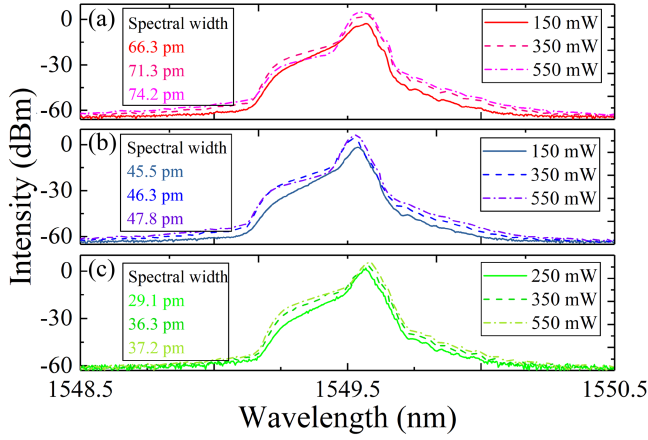 (a)
Spectral width
66.3 pm
71.3 pm
74.2 pm
150 mW
350 mW
550 mW
0
-30
-60
(b)
Spectral width
45.5 pm
46.3 pm
47.8 pm
150 mW
350 mW
550 mW
0
-30
-60
(c)
Spectral width
29.1 pm
36.3 pm
37.2 pm
250 mW
350 mW
550 mW
0
-30
-60
Intensity (dBm)
1548.5
1549.5
1550.5
Wavelength (nm)